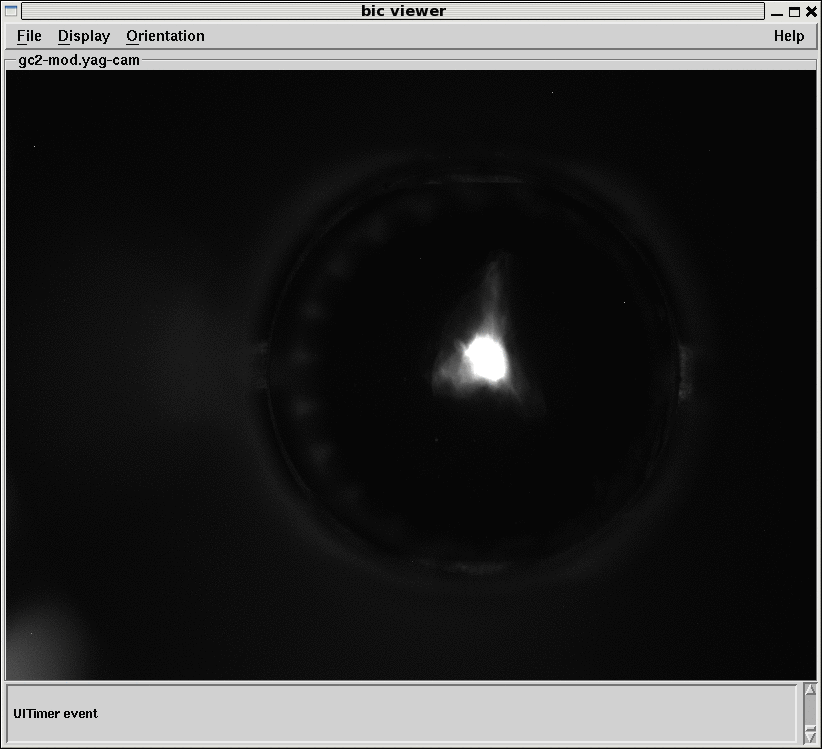 bic viewer
File Display Orientation Help
gc2-mod.yag-cam
UITimer event